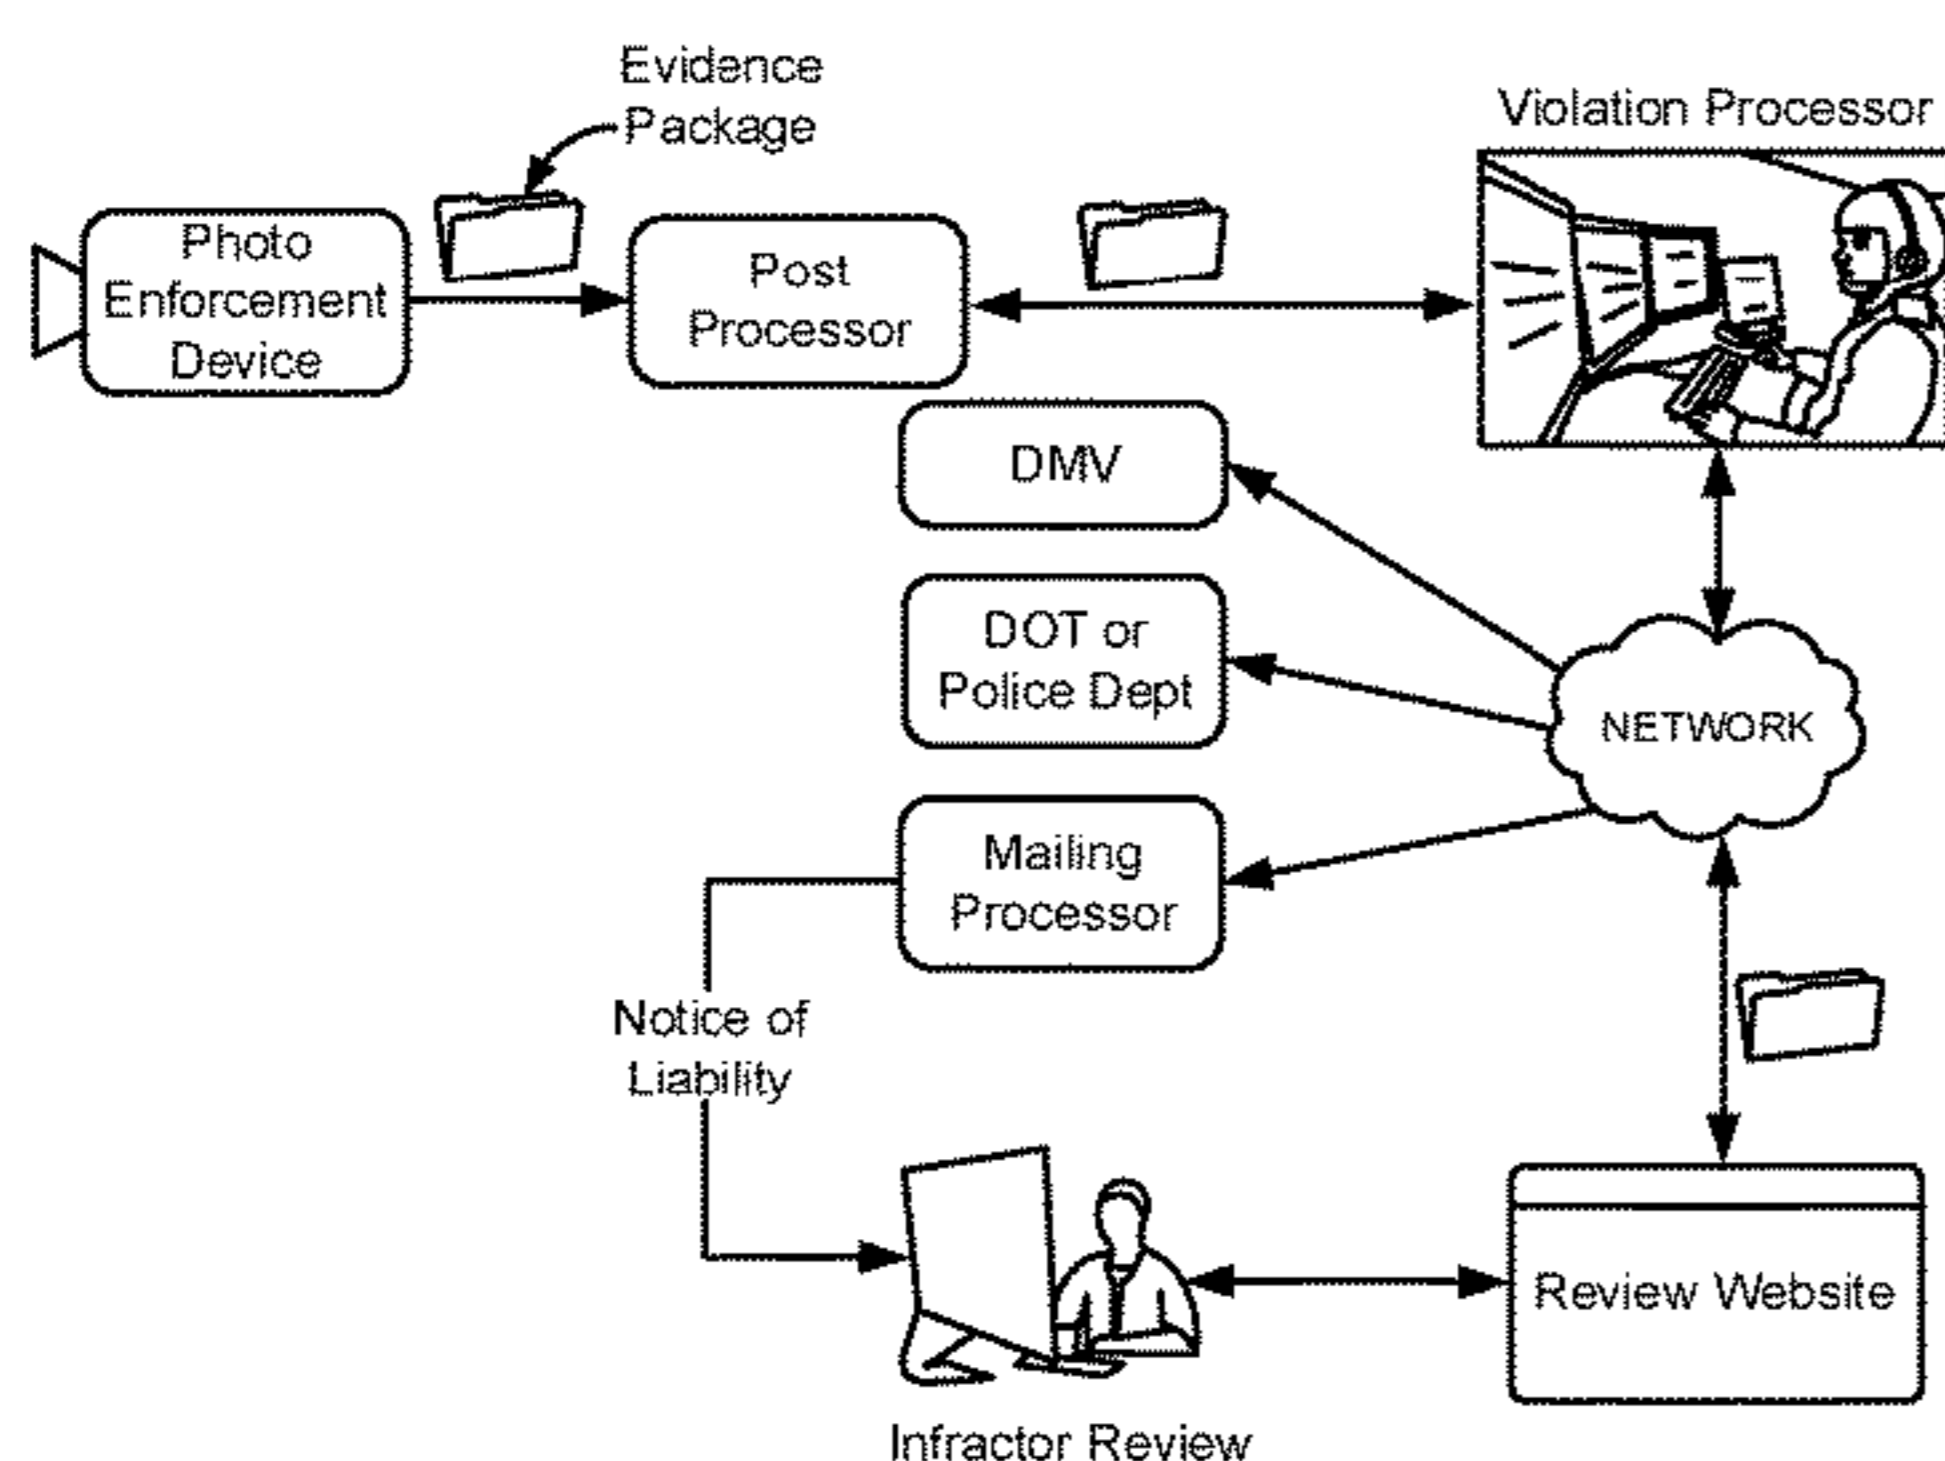 Evidence
Package
Violation Processor
Photo
Enforcement
Device
Post
Processor
DMV
DOT or
Police Dept
NETWORK
Mailing
Processor
Notice of
Liability
Review Website
Infractor Review